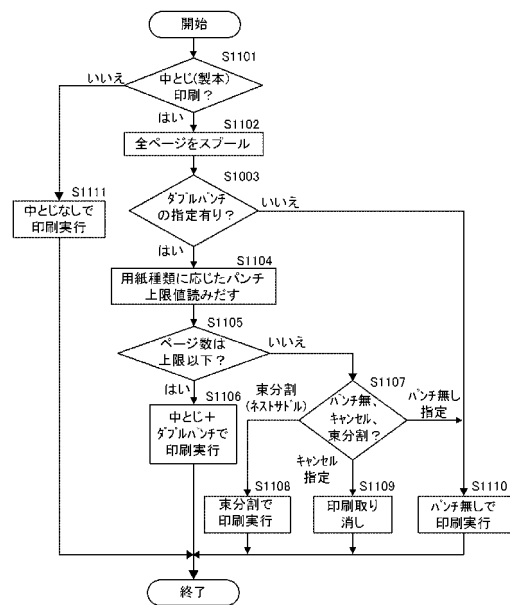 開始
S1101
中とじ(製本)
印刷？
いいえ
はい
S1102
全ページをスプール
S1003
ダブルパンチ
の指定有り？
いいえ
S1111
中とじなしで
印刷実行
はい
S1104
用紙種類に応じたパンチ
上限値読みだす
S1105
ページ数は
上限以下？
いいえ
はい
S1106
中とじ＋
ダブルパンチで
印刷実行
S1107
パンチ無、
キャンセル、
束分割？
束分割
(ネストサドル)
パンチ無し
指定
キャンセル
指定
S1108
束分割で
印刷実行
S1109
印刷取り
消し
S1110
パンチ無しで
印刷実行
終了